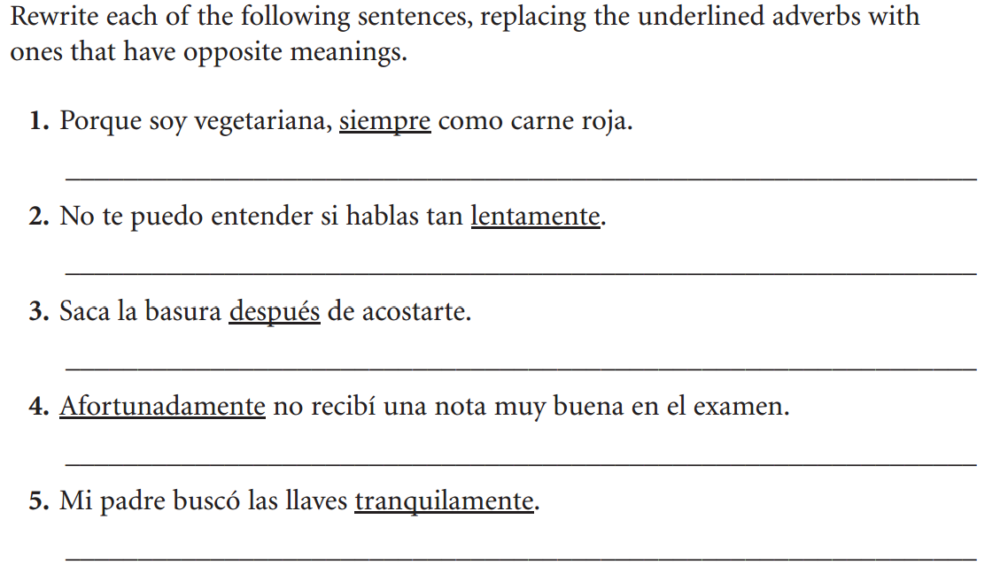 Rewrite each of the following sentences, replacing the underlined adverbs with
ones that have opposite meanings.
1. Porque soy vegetariana, siempre como carne roja.
2. No te puedo entender si hablas tan lentamente.
3. Saca la basura después de acostarte.
4. Afortunadamente no recibí una nota muy buena en el examen.
5. Mi padre buscó las llaves tranquilamente.